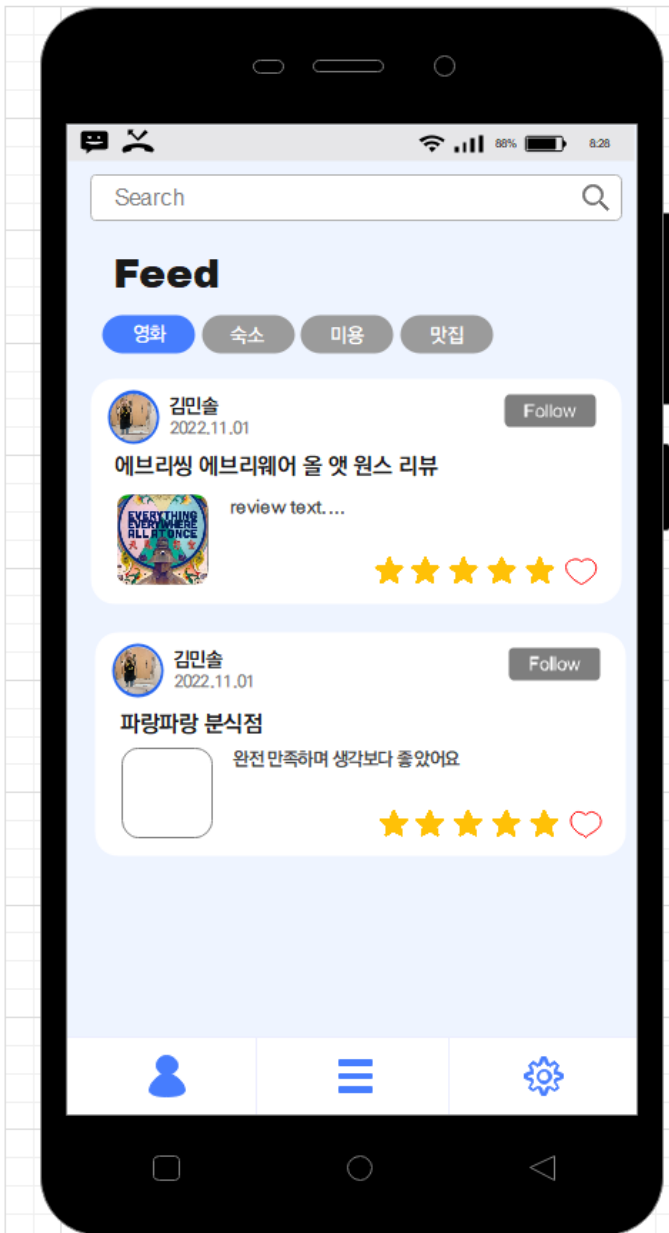 88% 8:28
Search
Feed
영화 숙소 미용 맛집
김민솔
2022.11.01
Follow
에브리씽 에브리웨어 올 앳 원스 리뷰
EVERYTHING
EVERYWHERE
ALL AT ONCE
review text....
김민솔
2022.11.01
Follow
파랑파랑 분식점
완전 만족하며 생각보다 좋았어요